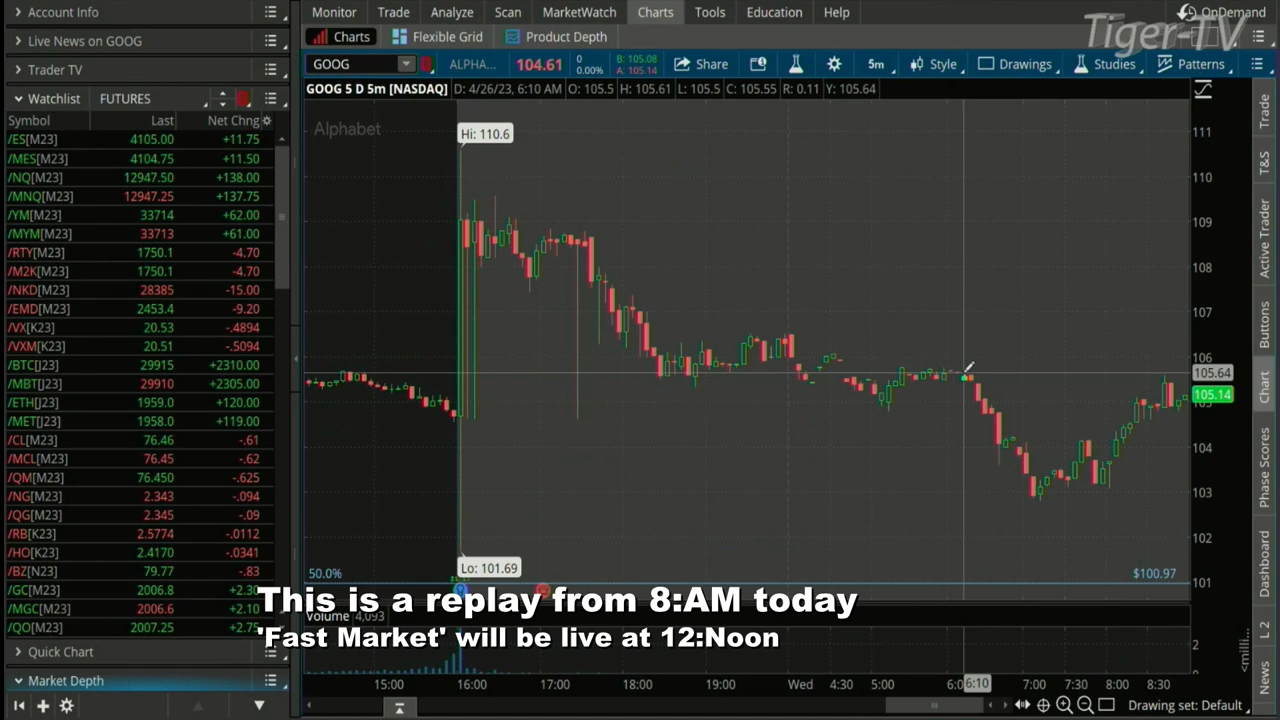 Account Info
Live News on GOOG
Trader TV
Watchlist FUTURES
Symbol Last Net Chng
/ES[M23] 4105.00 +11.75
/MES[M23] 4104.75 +11.50
/NQ[M23] 12947.50 +138.00
/MNQ[M23] 12947.25 +137.75
/YM[M23] 33714 +62.00
/MYM[M23] 33713 +61.00
/RTY[M23] 1750.1 -4.70
/M2K[M23] 1750.1 -4.70
/NKD[M23] 28385 -15.00
/EMD[M23] 2453.4 -9.20
/VX[K23] 20.53 -.4894
/VXM[K23] 20.51 -.5094
/BTC[J23] 29915 +2310.00
/MBT[J23] 29910 +2305.00
/ETH[J23] 1959.0 +120.00
/MET[J23] 1958.0 +119.00
/CL[M23] 76.46 -.61
/MCL[M23] 76.45 -.62
/QM[M23] 76.450 -.625
/NG[M23] 2.343 -.094
/QG[M23] 2.345 -.09
/RB[K23] 2.5774 -.0112
/HO[K23] 2.4170 -.0341
/BZ[N23] 79.77 -.83
/GC[M23] 2006.8 +2.30
/MGC[M23] 2006.6 +2.10
/QO[M23] 2007.25 +2.75
Quick Chart
Market Depth
Monitor Trade Analyze Scan MarketWatch Charts Tools Education Help OnDemand
Tiger-TV
Charts Flexible Grid Product Depth
GOOG ALPHA... 104.61 0 0.00% B: 105.08 A: 105.14 Share 5m Style Drawings Studies Patterns
GOOG 5 D 5m [NASDAQ] D: 4/26/23, 6:10 AM O: 105.5 H: 105.61 L: 105.5 C: 105.55 R: 0.11 Y: 105.64
Alphabet
Hi: 110.6
111
110
109
108
107
106
105.64
105.14
105
104
103
102
Lo: 101.69
50.0% $100.97
101
This is a replay from 8:AM today
Volume 4,093
'Fast Market' will be live at 12:Noon
2
1
<milli...
15:00 16:00 17:00 18:00 19:00 Wed 4:30 5:00 6:0 6:10 7:00 7:30 8:00 8:30
Drawing set: Default
Trade
T&S
Active Trader
Buttons
Chart
Phase Scores
Dashboard
L 2
News